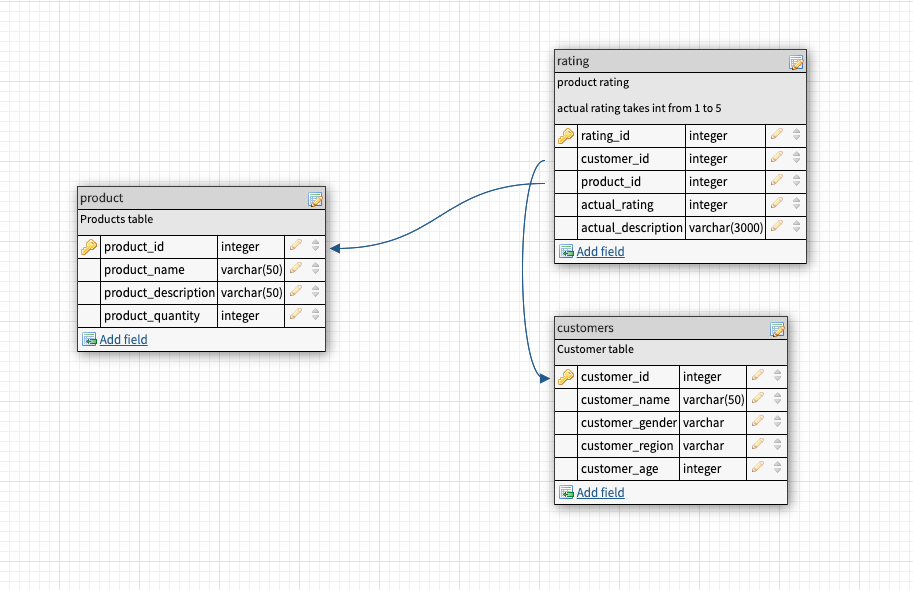 rating
product rating
actual rating takes int from 1 to 5
rating_id integer
customer_id integer
product_id integer
actual_rating integer
actual_description varchar(3000)
Add field
product
Products table
product_id integer
product_name varchar(50)
product_description varchar(50)
product_quantity integer
Add field
customers
Customer table
customer_id integer
customer_name varchar(50)
customer_gender varchar
customer_region varchar
customer_age integer
Add field